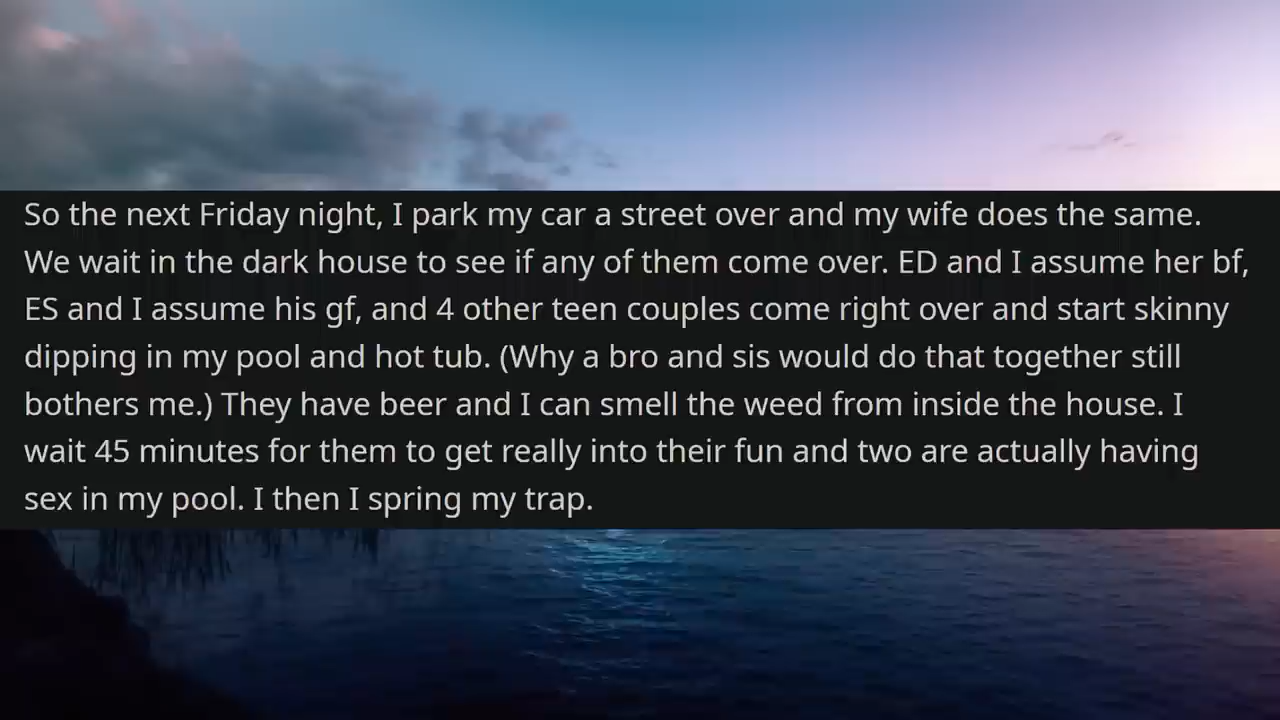 So the next Friday night, I park my car a street over and my wife does the same.
We wait in the dark house to see if any of them come over. ED and I assume her bf,
ES and I assume his gf, and 4 other teen couples come right over and start skinny
dipping in my pool and hot tub. (Why a bro and sis would do that together still
bothers me.) They have beer and I can smell the weed from inside the house. I
wait 45 minutes for them to get really into their fun and two are actually having
sex in my pool. I then I spring my trap.